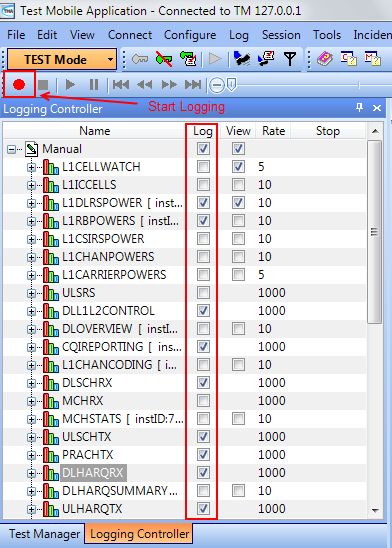 Test Mobile Application - Connected to TM 127.0.0.1
File Edit View Connect Configure Log Session Tools Inciden
TEST Mode
Start Logging
Logging Controller
Name Log View Rate Stop
Manual
L1CELLWATCH 5
L1ICCELLS 10
L1DLRSPOWER [ inst... 10
L1RBPOWERS [ instI... 10
L1CSIRSPOWER 10
L1CHANPOWERS 10
L1CARRIERPOWERS 5
ULSRS 1000
DLL1L2CONTROL 1000
DLOVERVIEW [ instI... 10
CQIREPORTING [ inst... 1000
L1CHANCODING [ inst... 10
DLSCHRX 1000
MCHRX 1000
MCHSTATS [ instID:7... 10
ULSCHTX 1000
PRACHTX 1000
DLHARQRX 1000
DLHARQSUMMARY... 10
ULHARQTX 1000
Test Manager Logging Controller